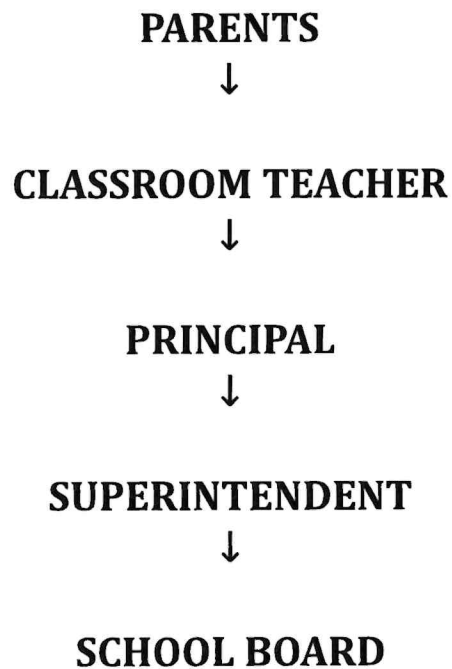 PARENTS
↓
CLASSROOM TEACHER
↓
PRINCIPAL
↓
SUPERINTENDENT
↓
SCHOOL BOARD